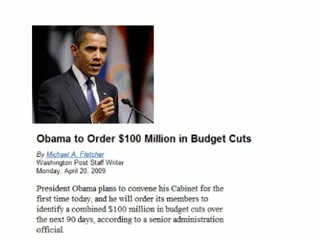 Obama to Order $100 Million in Budget Cuts
By Michael A. Fletcher
Washington Post Staff Writer
Monday, April 20, 2009
President Obama plans to convene his Cabinet for the
first time today, and he will order its members to
identify a combined $100 million in budget cuts over
the next 90 days, according to a senior administration
official.